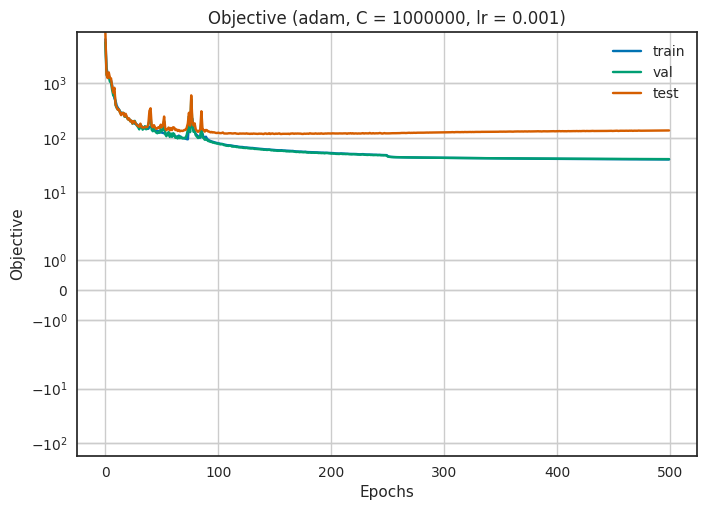 Objective (adam, C = 1000000, lr = 0.001)
train
val
test
10³
10²
10¹
10⁰
0
−10⁰
−10¹
−10²
Objective
0 100 200 300 400 500
Epochs